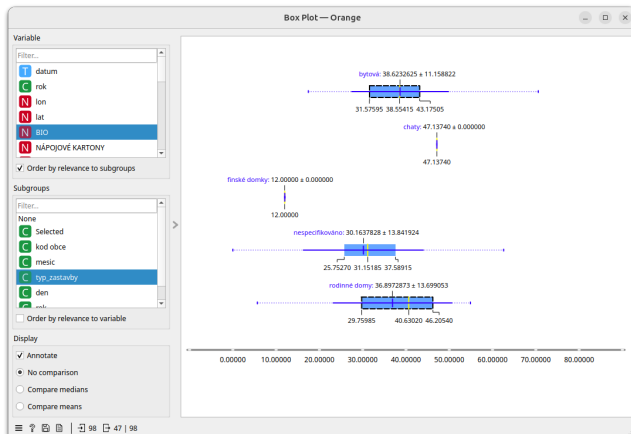 Box Plot — Orange
Variable
Filter...
T datum
C rok
N lon
N lat
N BIO
N NÁPOJOVÉ KARTONY
Order by relevance to subgroups
Subgroups
Filter...
None
C Selected
C kod obce
C mesic
C typ_zastavby
C den
C rok
Order by relevance to variable
Display
Annotate
No comparison
Compare medians
Compare means
98
47 | 98
bytová: 38.6232625 ± 11.158822
31.57595 38.55415 43.17505
chaty: 47.13740 ± 0.000000
47.13740
finské domky: 12.00000 ± 0.000000
12.00000
nespecifikováno: 30.1637828 ± 13.841924
25.75270 31.15185 37.58915
rodinné domy: 36.8972873 ± 13.699053
29.75985 40.63020 46.20540
0.00000 10.00000 20.00000 30.00000 40.00000 50.00000 60.00000 70.00000 80.00000